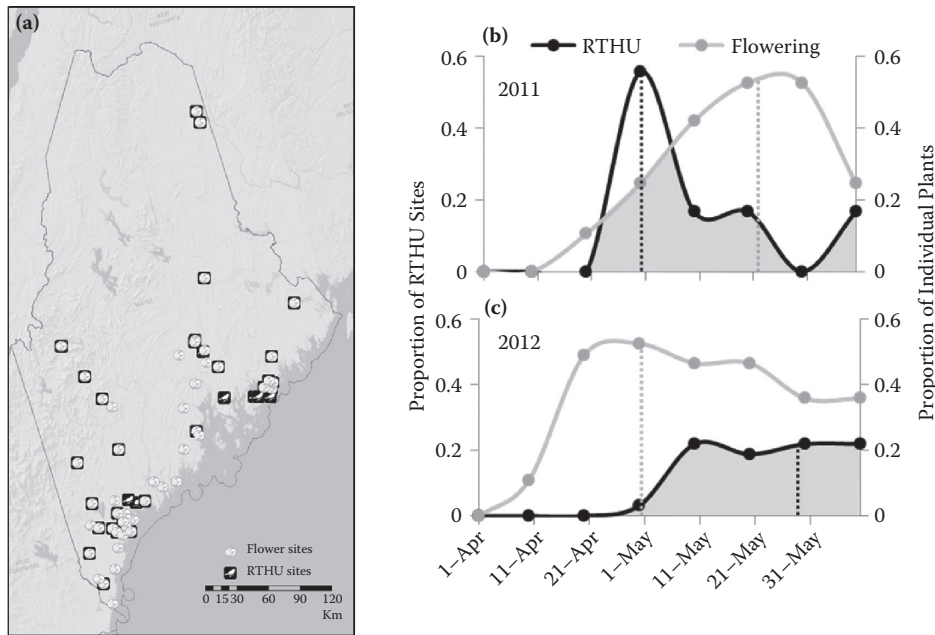 (a)
Flower sites
RTHU sites
0 15 30 60 90 120
Km
(b)
RTHU
Flowering
2011
0.6
0.4
0.2
0
0.6
0.4
0.2
0
(c)
2012
0.6
0.4
0.2
0
0.6
0.4
0.2
0
Proportion of RTHU Sites
Proportion of Individual Plants
1–Apr
11–Apr
21–Apr
1–May
11–May
21–May
31–May